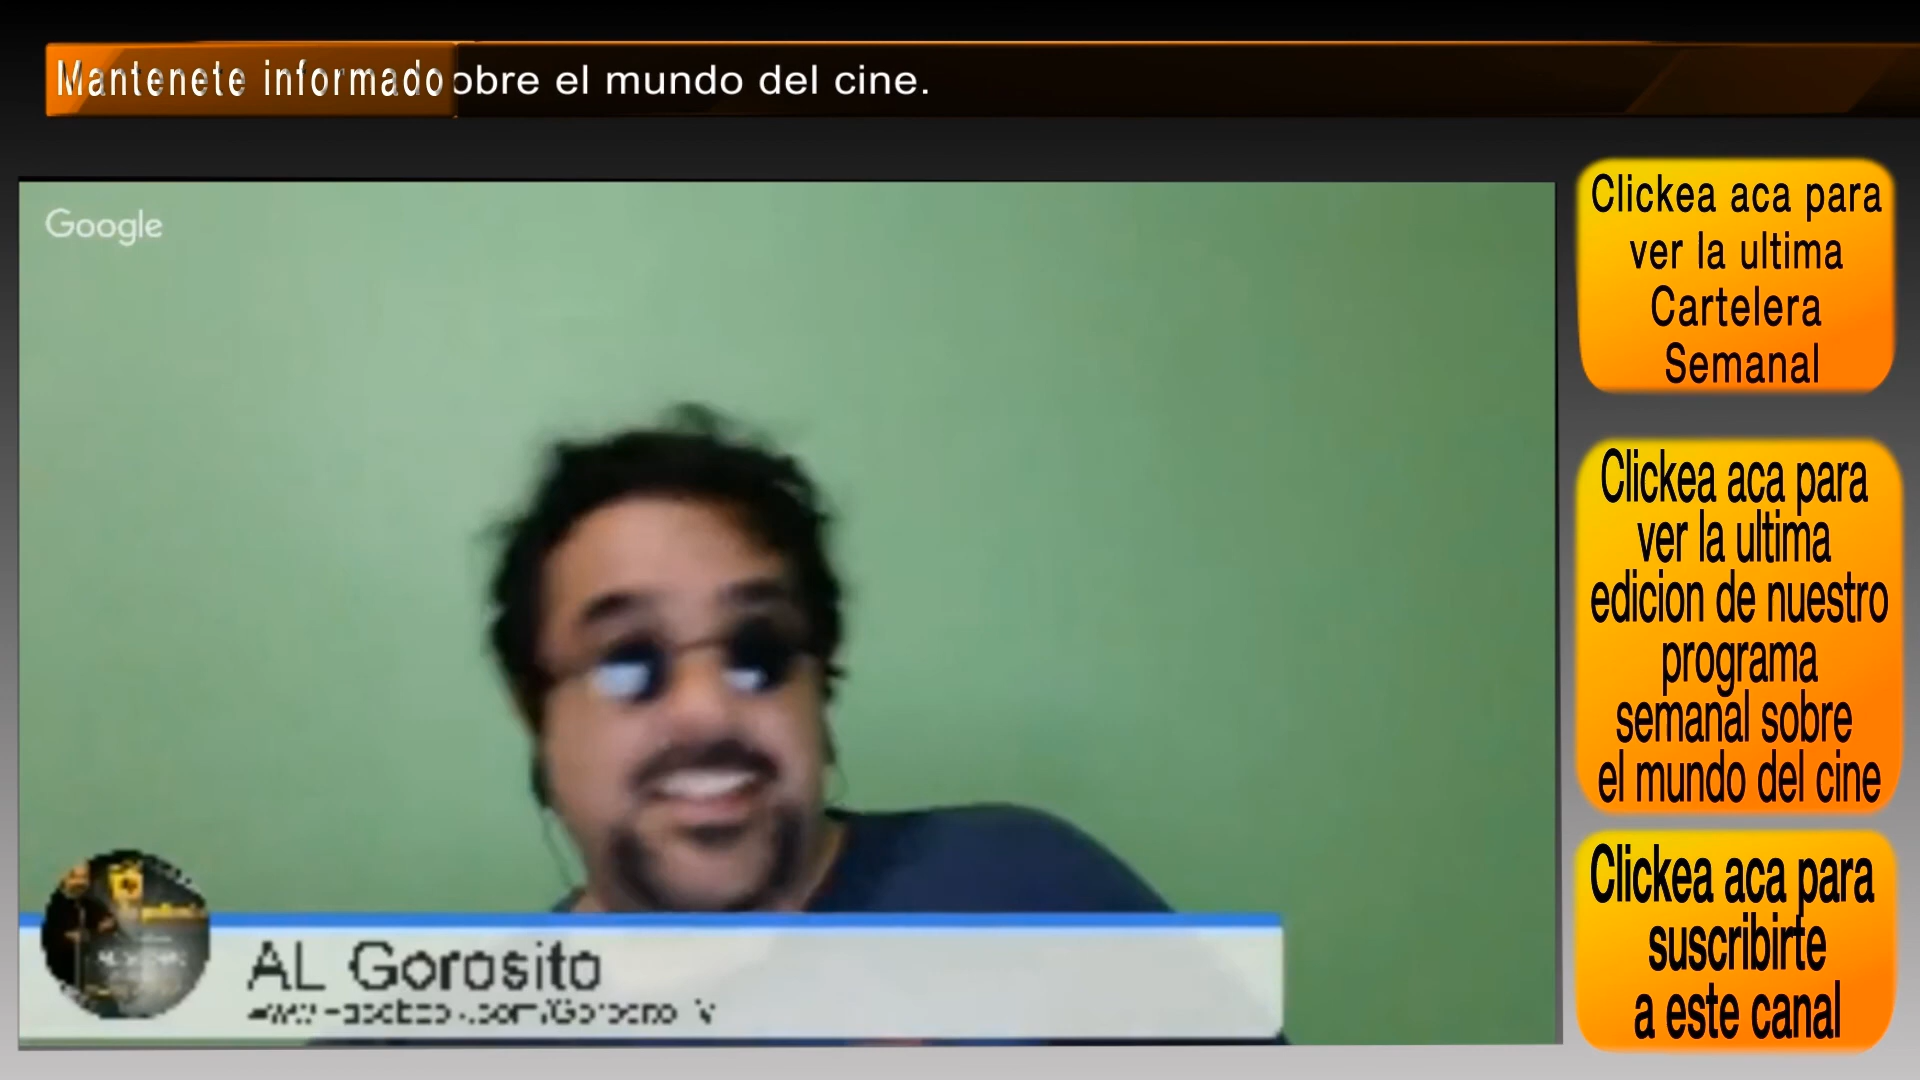 Mantenete informado obre el mundo del cine.
Google
Clickea aca para
ver la ultima
Cartelera
Semanal
Clickea aca para
ver la ultima
edicion de nuestro
programa
semanal sobre
el mundo del cine
Clickea aca para
suscribirte
a este canal
AL Gorosito